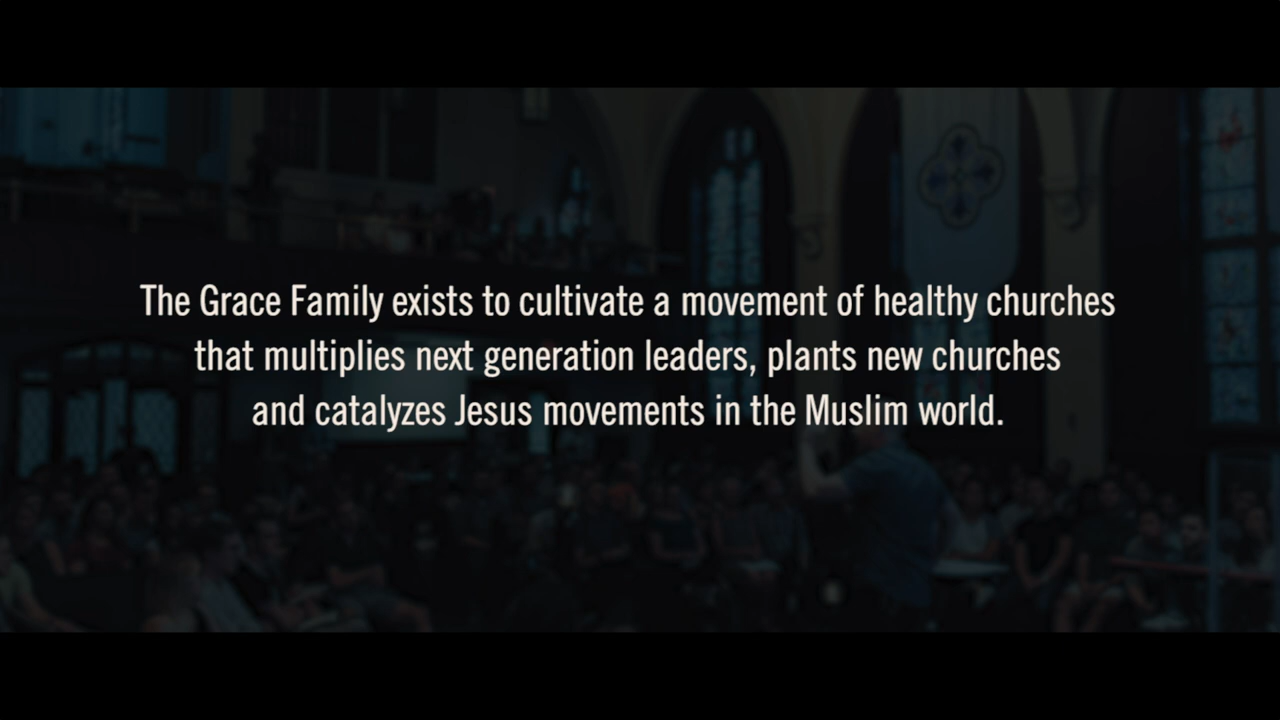 The Grace Family exists to cultivate a movement of healthy churches
that multiplies next generation leaders, plants new churches
and catalyzes Jesus movements in the Muslim world.